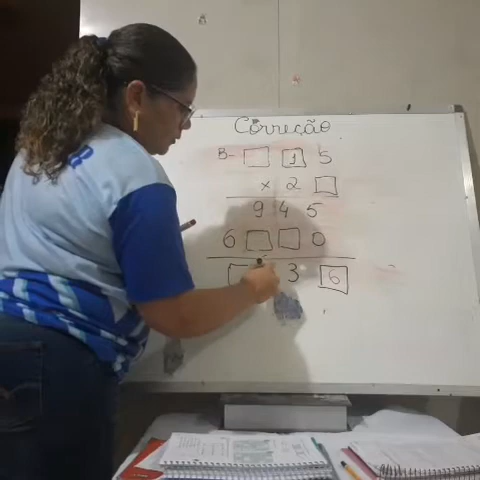 Correção
B- □ 1 5
× 2 □
9 4 5
6 □ □ 0
□ 3 6